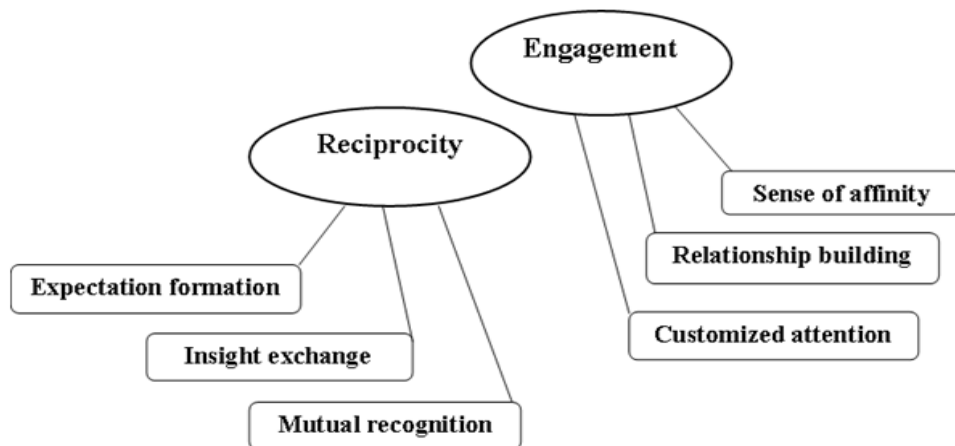 Engagement
Reciprocity
Sense of affinity
Relationship building
Expectation formation
Customized attention
Insight exchange
Mutual recognition